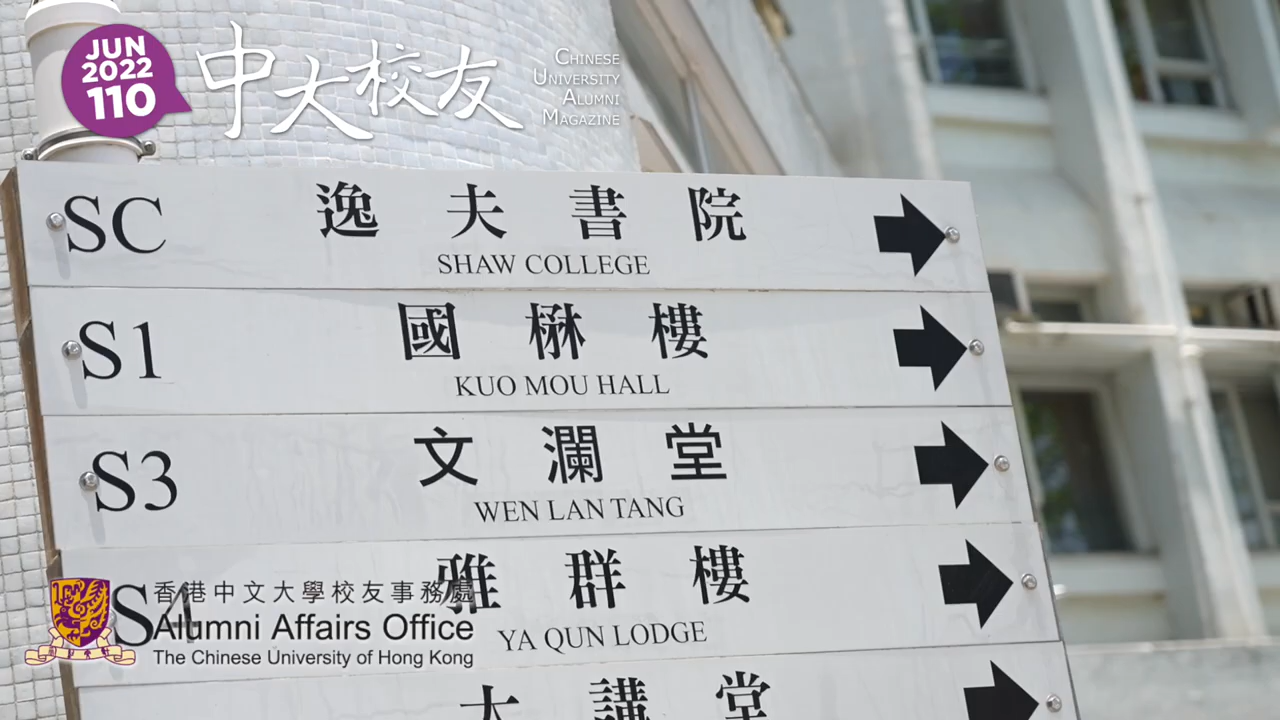 JUN
2022
110
中大校友
CHINESE
UNIVERSITY
ALUMNI
MAGAZINE
SC 逸夫書院
SHAW COLLEGE
S1 國楙樓
KUO MOU HALL
S3 文瀾堂
WEN LAN TANG
S4 雅群樓
YA QUN LODGE
香港中文大學校友事務處
Alumni Affairs Office
The Chinese University of Hong Kong
大講堂